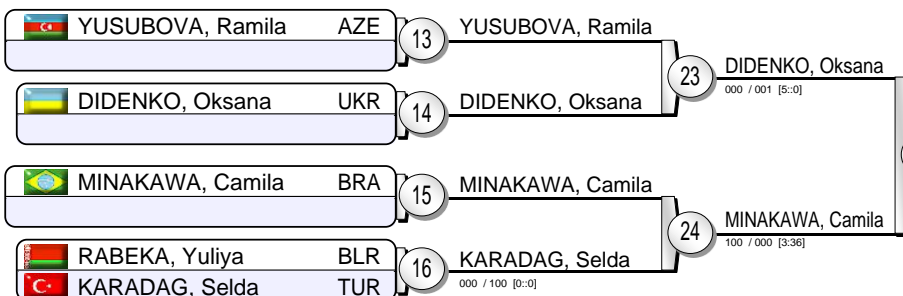 YUSUBOVA, Ramila AZE
13
YUSUBOVA, Ramila
23
DIDENKO, Oksana
000 / 001 [5::0]
DIDENKO, Oksana UKR
14
DIDENKO, Oksana
MINAKAWA, Camila BRA
15
MINAKAWA, Camila
24
MINAKAWA, Camila
100 / 000 [3:36]
RABEKA, Yuliya BLR
16
KARADAG, Selda
000 / 100 [0::0]
KARADAG, Selda TUR